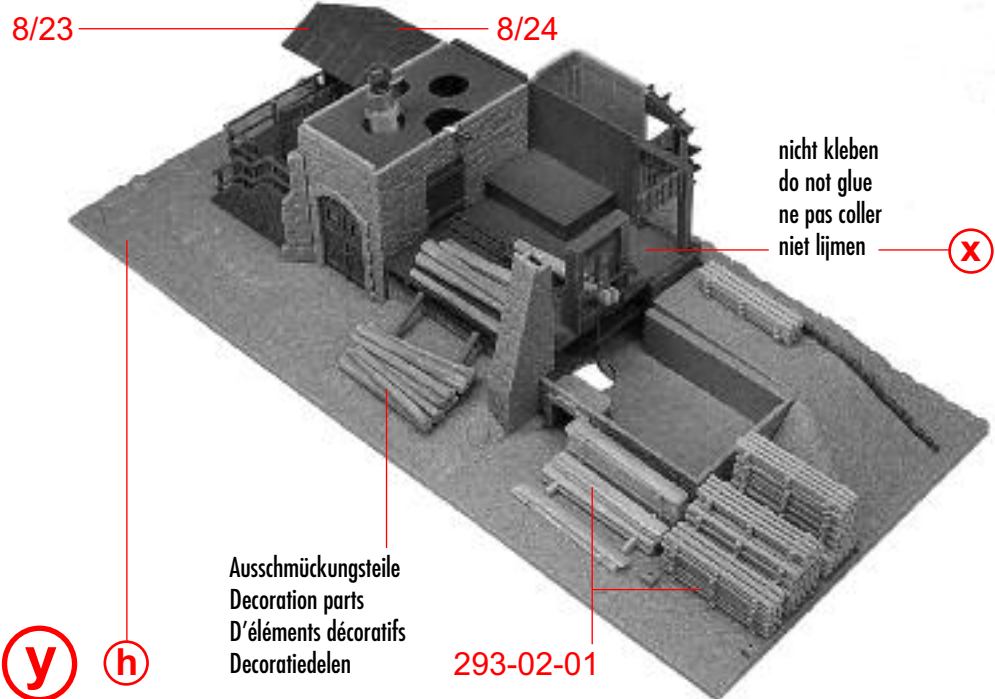 8/23
8/24
nicht kleben
do not glue
ne pas coller
niet lijmen
x
Ausschmückungsteile
Decoration parts
D'éléments décoratifs
Decoratiedelen
293-02-01
y
h